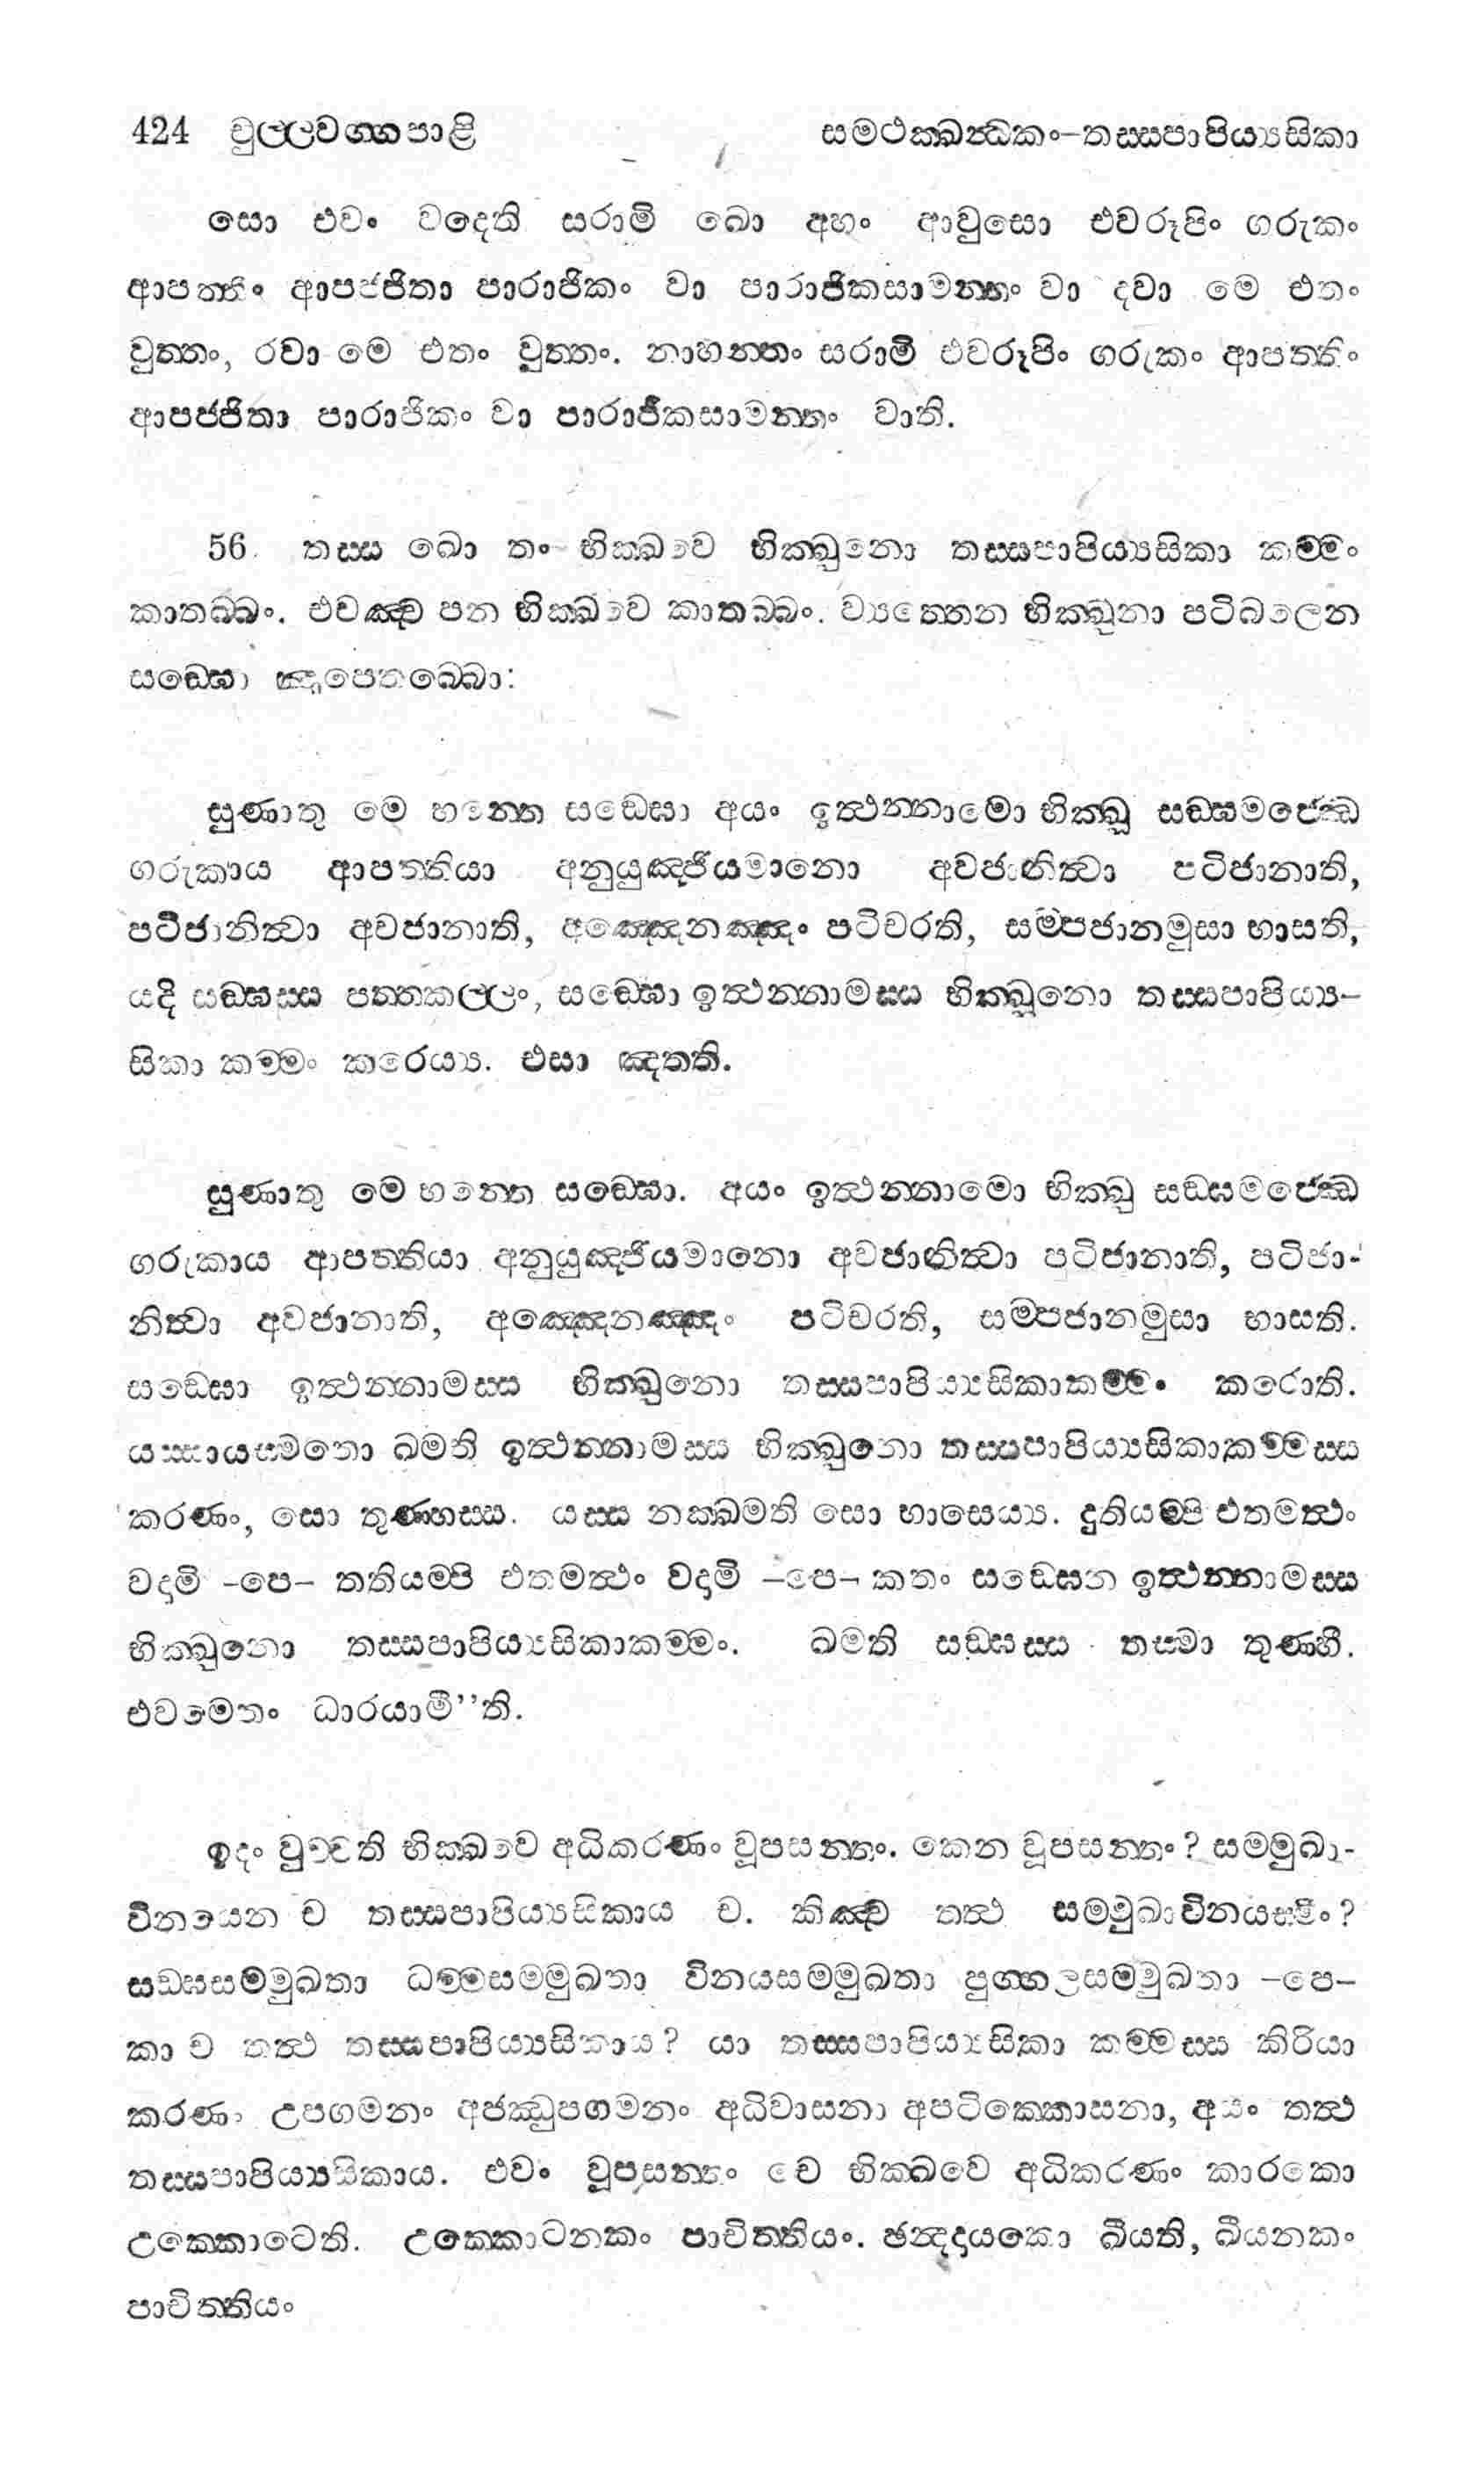 424 චුල්ලවග්ගපාළි සමථක්ඛන්ධකං–තස්සපාපිය්‍යසිකා
සො එවං වදෙති සරාමි ඛො අහං ආවුසො එවරූපිං ගරුකං
ආපත්තිං ආපජ්ජිතා පාරාජිකං වා පාරාජිකසාමන්තං වා දවා මෙ එතං
වුත්තං, රවා මෙ එතං වුත්තං. නාහන්තං සරාමි එවරූපිං ගරුකං ආපත්තිං
ආපජ්ජිතා පාරාජිකං වා පාරාජිකසාමන්තං වාති.
56. තස්ස ඛො තං භික්ඛවෙ භික්ඛුනො තස්සපාපිය්‍යසිකා කම්මං
කාතබ්බං. එවඤ්ච පන භික්ඛවෙ කාතබ්බං. ව්‍යත්තෙන භික්ඛුනා පටිබලෙන
සඞ්ඝො ඤාපෙතබ්බො:
සුණාතු මෙ භන්තෙ සඞ්ඝො අයං ඉත්ථන්නාමො භික්ඛූ සඞ්ඝමජ්ඣෙ
ගරුකාය ආපත්තියා අනුයුඤ්ජියමානො අවජානිත්වා පටිජානාති,
පටිජානිත්වා අවජානාති, අඤ්ඤෙනඤ්ඤං පටිචරති, සම්පජානමුසා භාසති,
යදි සඞ්ඝස්ස පත්තකල්ලං, සඞ්ඝො ඉත්ථන්නාමස්ස භික්ඛූනො තස්සපාපිය්‍ය–
සිකා කම්මං කරෙය්‍ය. එසා ඤතති.
සුණාතු මෙ භන්තෙ සඞ්ඝො. අයං ඉත්ථන්නාමො භික්ඛු සඞ්ඝමජ්ඣෙ
ගරුකාය ආපත්තියා අනුයුඤ්ජියමානො අවජානිත්වා පටිජානාති, පටිජා-
නිත්වා අවජානාති, අඤ්ඤෙනඤ්ඤං පටිචරති, සම්පජානමුසා භාසති.
සඞ්ඝො ඉත්ථන්නාමස්ස භික්ඛුනො තස්සපාපිය්‍යසිකාකම්මං කරොති.
යස්සායස්මතො ඛමති ඉත්ථන්නාමස්ස භික්ඛුනො තස්සපාපිය්‍යසිකාකම්මස්ස
කරණං, සො තුණ්හස්ස. යස්ස නක්ඛමති සො භාසෙය්‍ය. දුතියම්පි එතමත්ථං
වදාමි –පෙ– තතියම්පි එතමත්ථං වදාමි –පෙ– කතං සඞ්ඝෙන ඉත්ථන්නාමස්ස
භික්ඛුනො තස්සපාපිය්‍යසිකාකම්මං. ඛමති සඞ්ඝස්ස තස්මා තුණ්හී.
එවමෙතං ධාරයාමී’’ති.
ඉදං වුච්චති භික්ඛවෙ අධිකරණං වූපසන්තං. කෙන වූපසන්තං? සමමුඛා-
විනයෙන ච තස්සපාපිය්‍යසිකාය ච. කිඤ්ච තත්ථ සමමුඛාවිනයස්මිං?
සඞ්ඝසම්මුඛතා ධම්මසමමුඛතා විනයසමමුඛතා පුග්ගලසම්මුඛතා –පෙ–
කා ච තත්ථ තස්සපාපිය්‍යසිකාය? යා තස්සපාපිය්‍යසිකා කම්මස්ස කිරියා
කරණං උපගමනං අජ්ඣුපගමනං අධිවාසනා අපටික්කොසනා, අයං තත්ථ
තස්සපාපිය්‍යසිකාය. එවං වූපසන්තං චෙ භික්ඛවෙ අධිකරණං කාරකො
උක්කොටෙති. උක්කොටනකං පාචිත්තියං. ඡන්දදායකො ඛීයති, ඛීයනකං
පාචිත්තියං